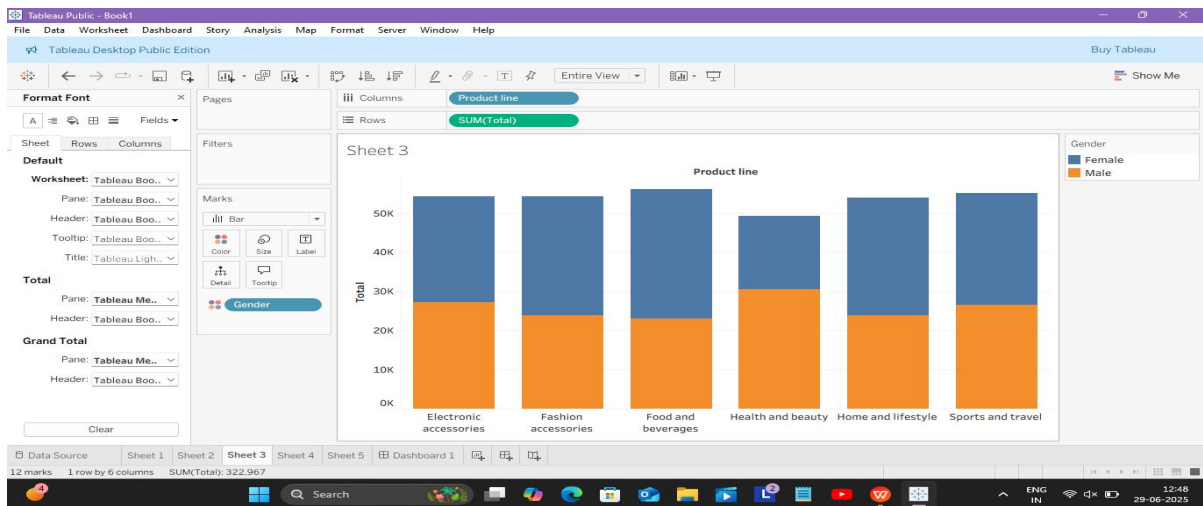 Tableau Public - Book1
File Data Worksheet Dashboard Story Analysis Map Format Server Window Help
Tableau Desktop Public Edition Buy Tableau
Entire View Show Me
Format Font
Fields
Sheet Rows Columns
Default
Worksheet: Tableau Boo..
Pane: Tableau Boo..
Header: Tableau Boo..
Tooltip: Tableau Boo..
Title: Tableau Ligh..
Total
Pane: Tableau Me..
Header: Tableau Boo..
Grand Total
Pane: Tableau Me..
Header: Tableau Boo..
Clear
Pages
Filters
Marks
Bar
Color Size Label
Detail Tooltip
Gender
Columns Product line
Rows SUM(Total)
Sheet 3
Product line
Total
50K
40K
30K
20K
10K
0K
Electronic accessories
Fashion accessories
Food and beverages
Health and beauty
Home and lifestyle
Sports and travel
Gender
Female
Male
Data Source Sheet 1 Sheet 2 Sheet 3 Sheet 4 Sheet 5 Dashboard 1
12 marks 1 row by 6 columns SUM(Total): 322,967
4
Search
2
ENG
IN
12:48
29-06-2025